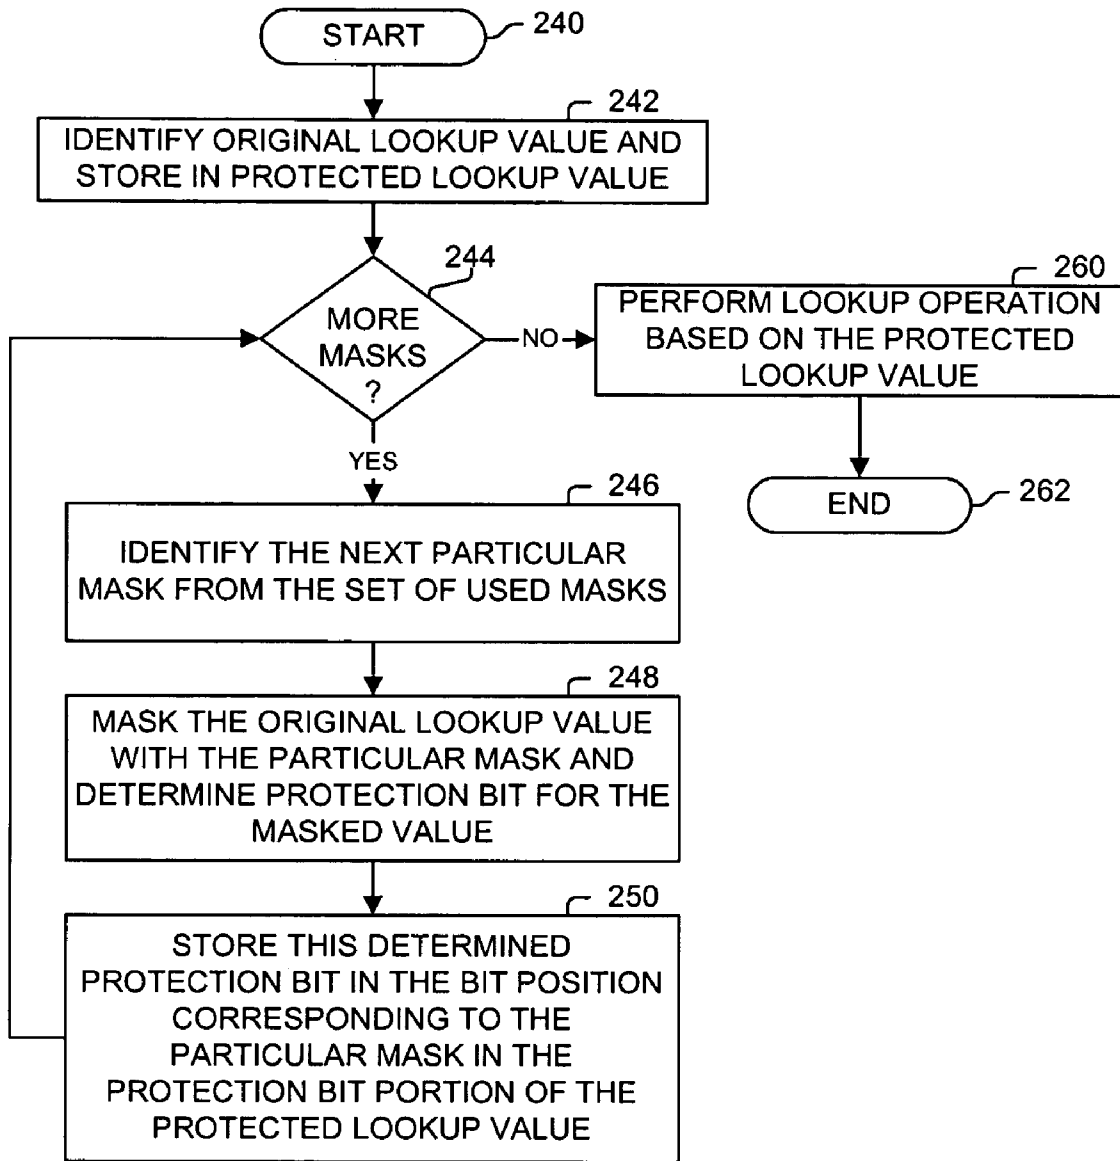 START
240
242
IDENTIFY ORIGINAL LOOKUP VALUE AND
STORE IN PROTECTED LOOKUP VALUE
244
MORE
MASKS
?
NO
260
PERFORM LOOKUP OPERATION
BASED ON THE PROTECTED
LOOKUP VALUE
YES
END
262
246
IDENTIFY THE NEXT PARTICULAR
MASK FROM THE SET OF USED MASKS
248
MASK THE ORIGINAL LOOKUP VALUE
WITH THE PARTICULAR MASK AND
DETERMINE PROTECTION BIT FOR THE
MASKED VALUE
250
STORE THIS DETERMINED
PROTECTION BIT IN THE BIT POSITION
CORRESPONDING TO THE
PARTICULAR MASK IN THE
PROTECTION BIT PORTION OF THE
PROTECTED LOOKUP VALUE